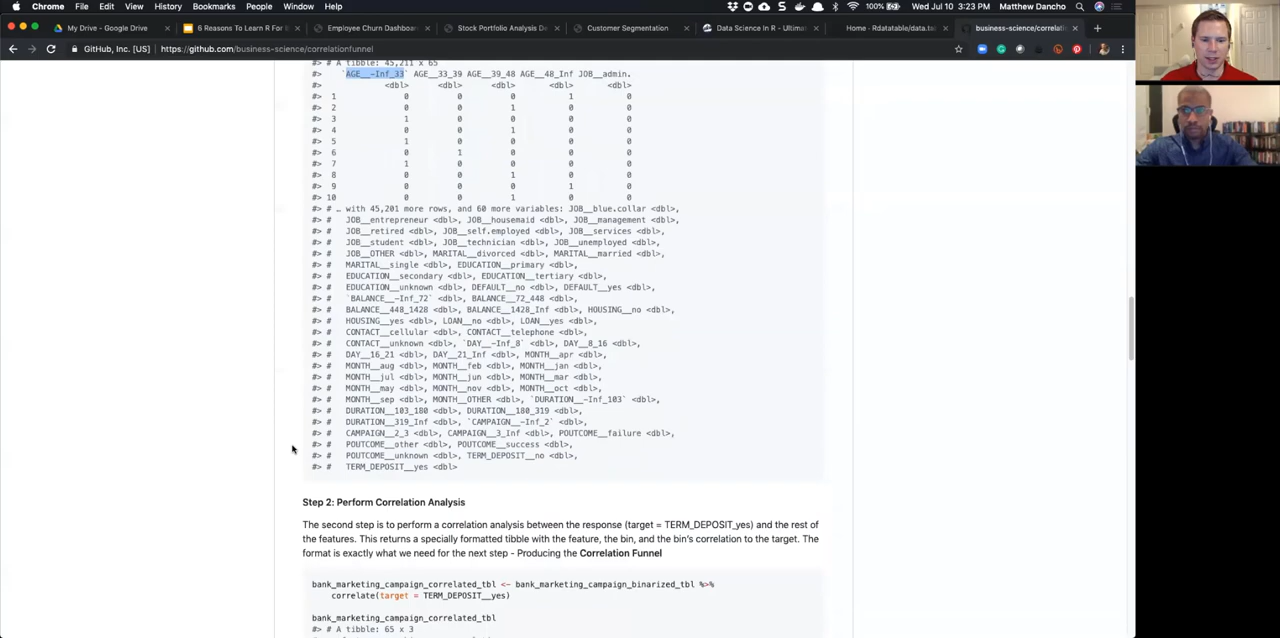 Chrome File Edit View History Bookmarks People Window Help 100% Wed Jul 10 3:23 PM Matthew Dancho
My Drive - Google Drive 6 Reasons To Learn R For B Employee Churn Dashboard Stock Portfolio Analysis De Customer Segmentation Data Science In R - Ultimate Home · Rdatatable/data.ta business-science/correlationfunnel
GitHub, Inc. [US] https://github.com/business-science/correlationfunnel
#> # A tibble: 45,211 x 65
#> `AGE__-Inf_33` AGE__33_39 AGE__39_48 AGE__48_Inf JOB__admin.
#> <dbl> <dbl> <dbl> <dbl> <dbl>
#> 1 0 0 0 1 0
#> 2 0 0 1 0 0
#> 3 1 0 0 0 0
#> 4 0 0 1 0 0
#> 5 1 0 0 0 0
#> 6 0 1 0 0 0
#> 7 1 0 0 0 0
#> 8 0 0 1 0 0
#> 9 0 0 0 1 0
#> 10 0 0 1 0 0
#> # … with 45,201 more rows, and 60 more variables: JOB__blue.collar <dbl>,
#> # JOB__entrepreneur <dbl>, JOB__housemaid <dbl>, JOB__management <dbl>,
#> # JOB__retired <dbl>, JOB__self.employed <dbl>, JOB__services <dbl>,
#> # JOB__student <dbl>, JOB__technician <dbl>, JOB__unemployed <dbl>,
#> # JOB__OTHER <dbl>, MARITAL__divorced <dbl>, MARITAL__married <dbl>,
#> # MARITAL__single <dbl>, EDUCATION__primary <dbl>,
#> # EDUCATION__secondary <dbl>, EDUCATION__tertiary <dbl>,
#> # EDUCATION__unknown <dbl>, DEFAULT__no <dbl>, DEFAULT__yes <dbl>,
#> # `BALANCE__-Inf_72` <dbl>, BALANCE__72_448 <dbl>,
#> # BALANCE__448_1428 <dbl>, BALANCE__1428_Inf <dbl>, HOUSING__no <dbl>,
#> # HOUSING__yes <dbl>, LOAN__no <dbl>, LOAN__yes <dbl>,
#> # CONTACT__cellular <dbl>, CONTACT__telephone <dbl>,
#> # CONTACT__unknown <dbl>, `DAY__-Inf_8` <dbl>, DAY__8_16 <dbl>,
#> # DAY__16_21 <dbl>, DAY__21_Inf <dbl>, MONTH__apr <dbl>,
#> # MONTH__aug <dbl>, MONTH__feb <dbl>, MONTH__jan <dbl>,
#> # MONTH__jul <dbl>, MONTH__jun <dbl>, MONTH__mar <dbl>,
#> # MONTH__may <dbl>, MONTH__nov <dbl>, MONTH__oct <dbl>,
#> # MONTH__sep <dbl>, MONTH__OTHER <dbl>, `DURATION__-Inf_103` <dbl>,
#> # DURATION__103_180 <dbl>, DURATION__180_319 <dbl>,
#> # DURATION__319_Inf <dbl>, `CAMPAIGN__-Inf_2` <dbl>,
#> # CAMPAIGN__2_3 <dbl>, CAMPAIGN__3_Inf <dbl>, POUTCOME__failure <dbl>,
#> # POUTCOME__other <dbl>, POUTCOME__success <dbl>,
#> # POUTCOME__unknown <dbl>, TERM_DEPOSIT__no <dbl>,
#> # TERM_DEPOSIT__yes <dbl>
Step 2: Perform Correlation Analysis
The second step is to perform a correlation analysis between the response (target = TERM_DEPOSIT_yes) and the rest of
the features. This returns a specially formatted tibble with the feature, the bin, and the bin's correlation to the target. The
format is exactly what we need for the next step - Producing the Correlation Funnel
bank_marketing_campaign_correlated_tbl <- bank_marketing_campaign_binarized_tbl %>%
correlate(target = TERM_DEPOSIT__yes)
bank_marketing_campaign_correlated_tbl
#> # A tibble: 65 x 3